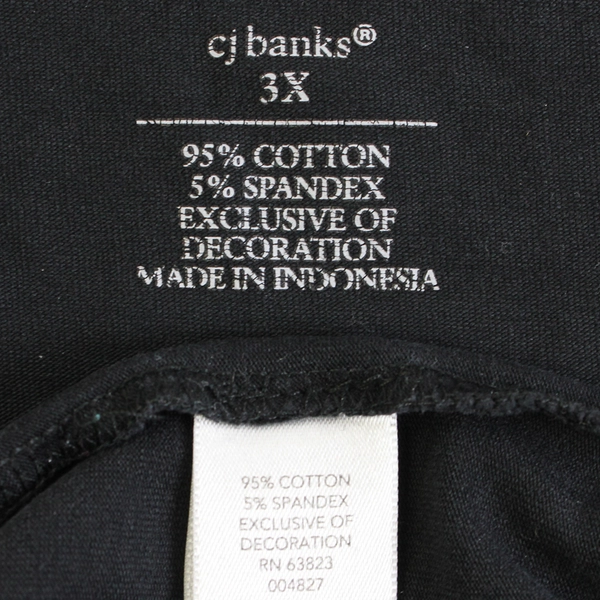 cj banks®
3X
95% COTTON
5% SPANDEX
EXCLUSIVE OF
DECORATION
MADE IN INDONESIA
95% COTTON
5% SPANDEX
EXCLUSIVE OF
DECORATION
RN 63823
004827